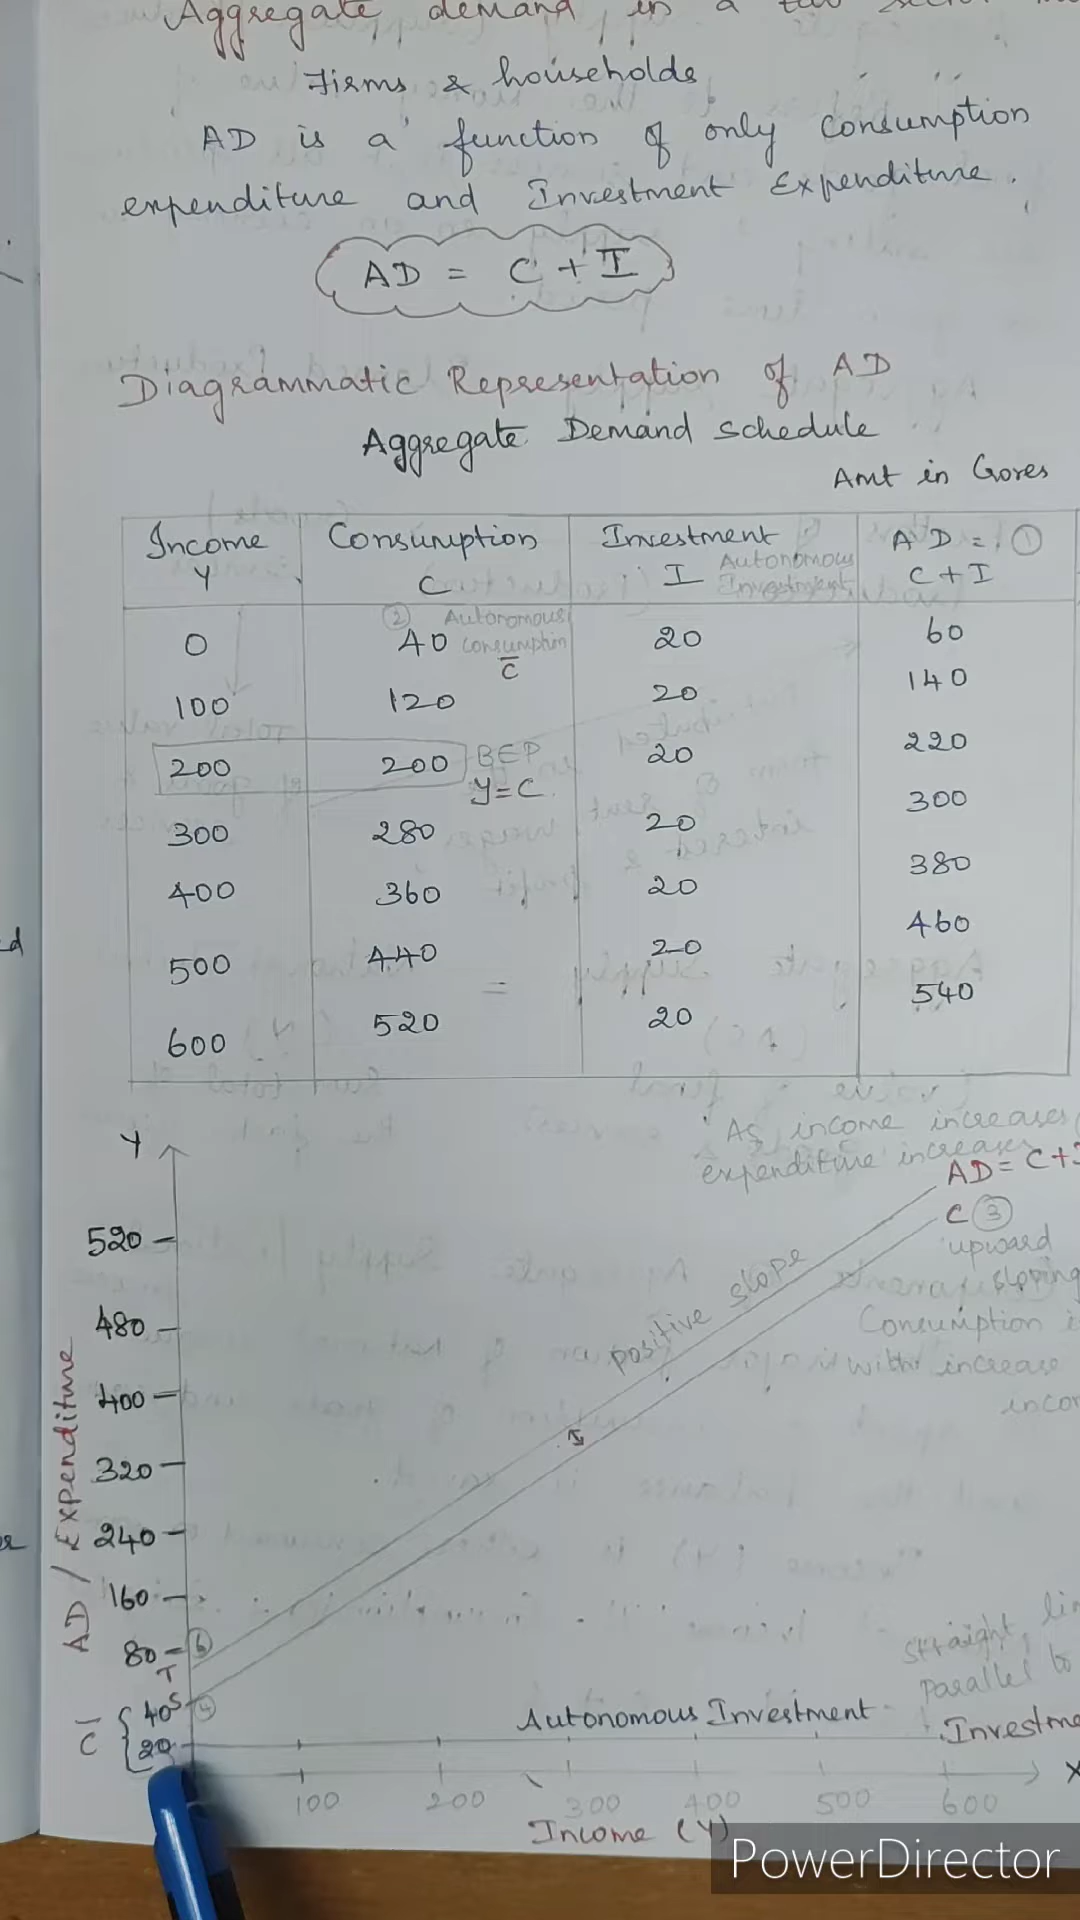 Aggregate demand in a
Firms & households
AD is a function of only consumption
expenditure and Investment Expenditure.
AD = C + I
Diagrammatic Representation of AD
Aggregate Demand schedule
Amt in Crores
Income Y Consumption C Investment I Autonomous Investment AD = ① C + I
0 40 ② Autonomous consumption C̄ 20 60
100 120 20 140
200 200 BEP Y=C 20 220
300 280 20 300
400 360 20 380
500 440 20 460
600 520 20 540
As income increases
expenditure increases
AD = C+
C ③
upward
sloping
Consumption
with increase
positive slope
I
Y
520
480
400
320
240
160
80 ⑥
T
40 S ④
20
C̄
AD / Expenditure
Straight
parallel to
Autonomous Investment
X
100 200 300 400 500 600
Income (Y)
PowerDirector